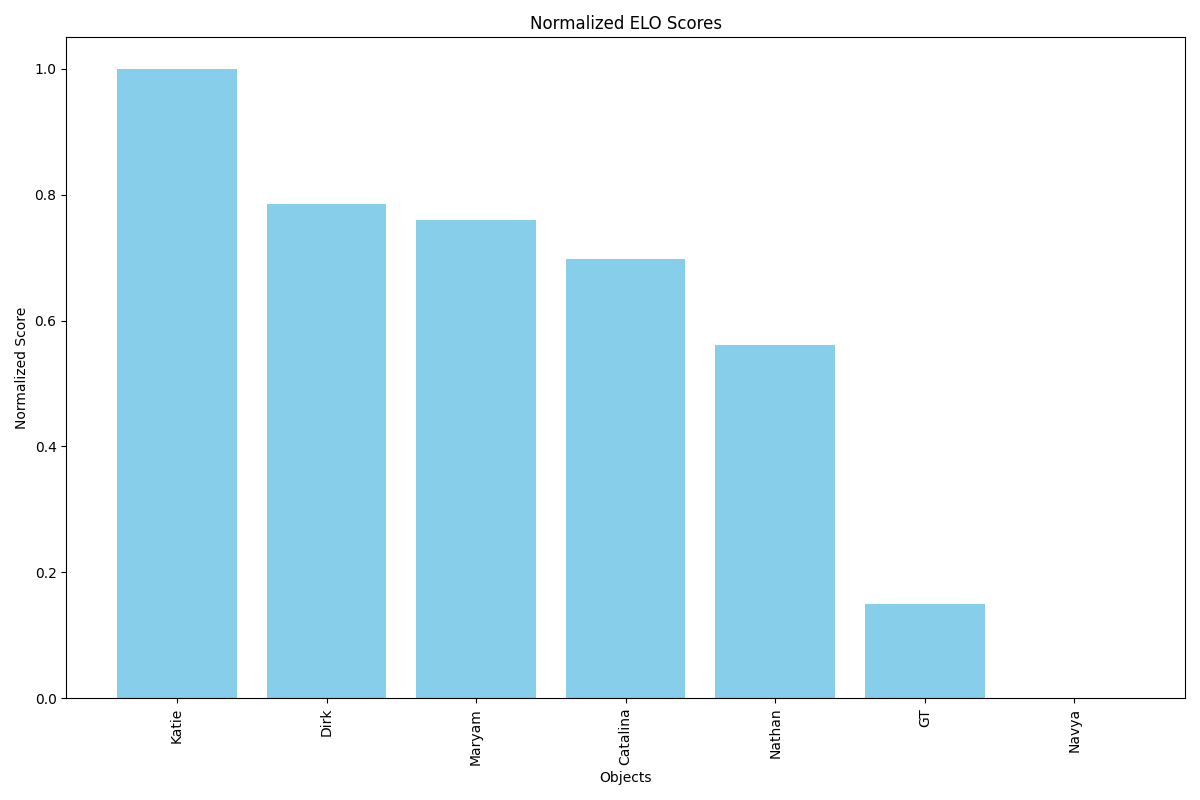 Normalized ELO Scores
1.0
0.8
0.6
0.4
0.2
0.0
Normalized Score
Katie
Dirk
Maryam
Catalina
Nathan
GT
Navya
Objects